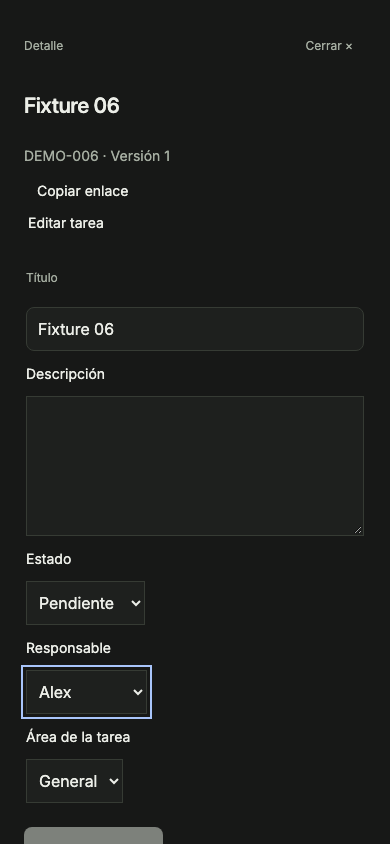 Detalle
Cerrar ×
Fixture 06
DEMO-006 · Versión 1
Copiar enlace
Editar tarea
Título
Fixture 06
Descripción
Estado
Pendiente
Responsable
Alex
Área de la tarea
General